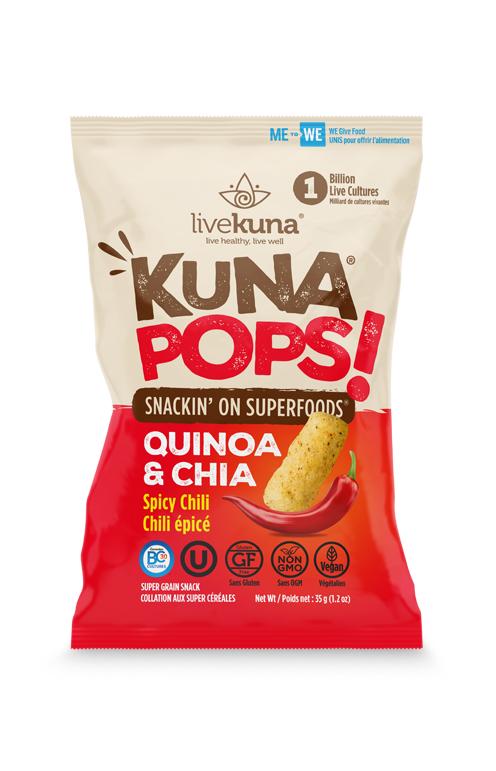 ME TO WE
WE Give Food
UNIS pour offrir l'alimentation
1
Billion
Live Cultures
Milliard de cultures vivantes
livekuna®
live healthy, live well
KUNA®
POPS!
SNACKIN' ON SUPERFOODS®
QUINOA
& CHIA
Spicy Chili
Chili épicé
BC30
CULTURES
U
Gluten
GF
Free
Sans Gluten
NON
GMO
Sans OGM
Vegan
Végétalien
SUPER GRAIN SNACK
COLLATION AUX SUPER CÉRÉALES
Net Wt / Poids net : 35 g (1.2 oz)